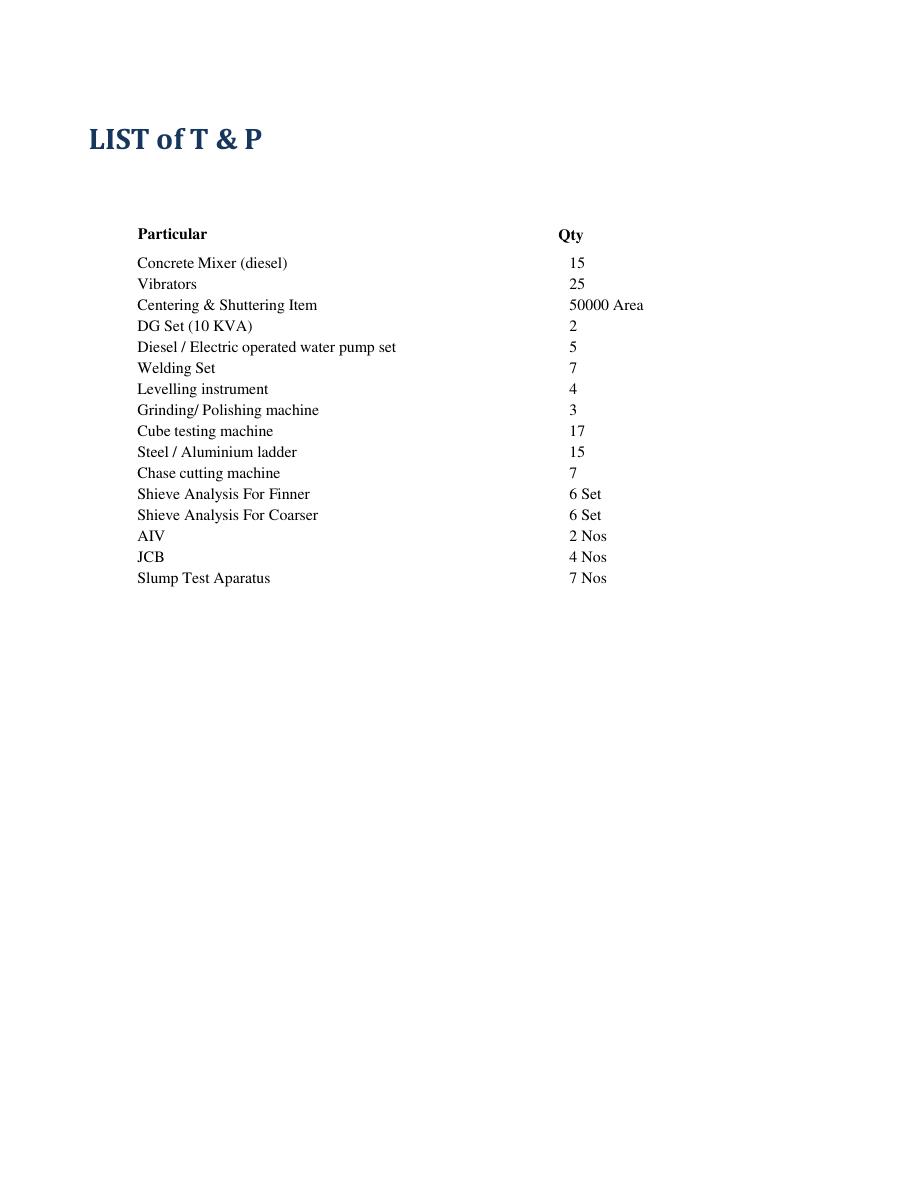 LIST of T & P
Particular Qty
Concrete Mixer (diesel) 15
Vibrators 25
Centering & Shuttering Item 50000 Area
DG Set (10 KVA) 2
Diesel / Electric operated water pump set 5
Welding Set 7
Levelling instrument 4
Grinding/ Polishing machine 3
Cube testing machine 17
Steel / Aluminium ladder 15
Chase cutting machine 7
Shieve Analysis For Finner 6 Set
Shieve Analysis For Coarser 6 Set
AIV 2 Nos
JCB 4 Nos
Slump Test Aparatus 7 Nos